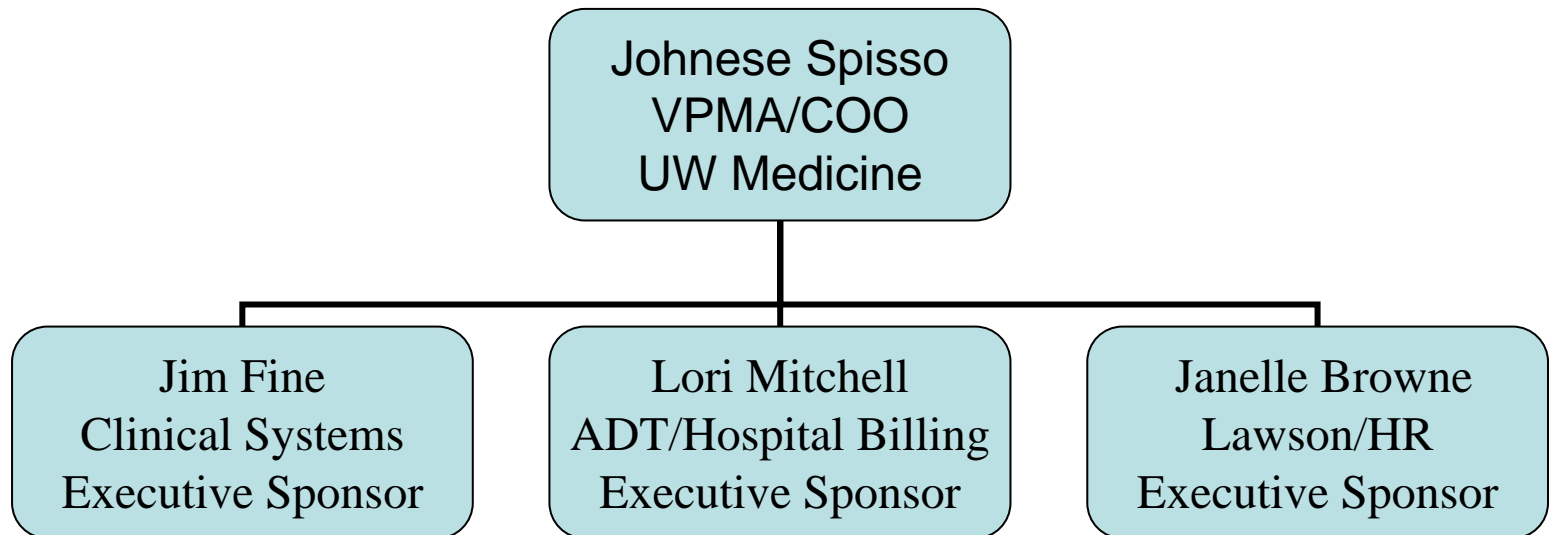 Johnese Spisso
VPMA/COO
UW Medicine
Jim Fine
Clinical Systems
Executive Sponsor
Lori Mitchell
ADT/Hospital Billing
Executive Sponsor
Janelle Browne
Lawson/HR
Executive Sponsor